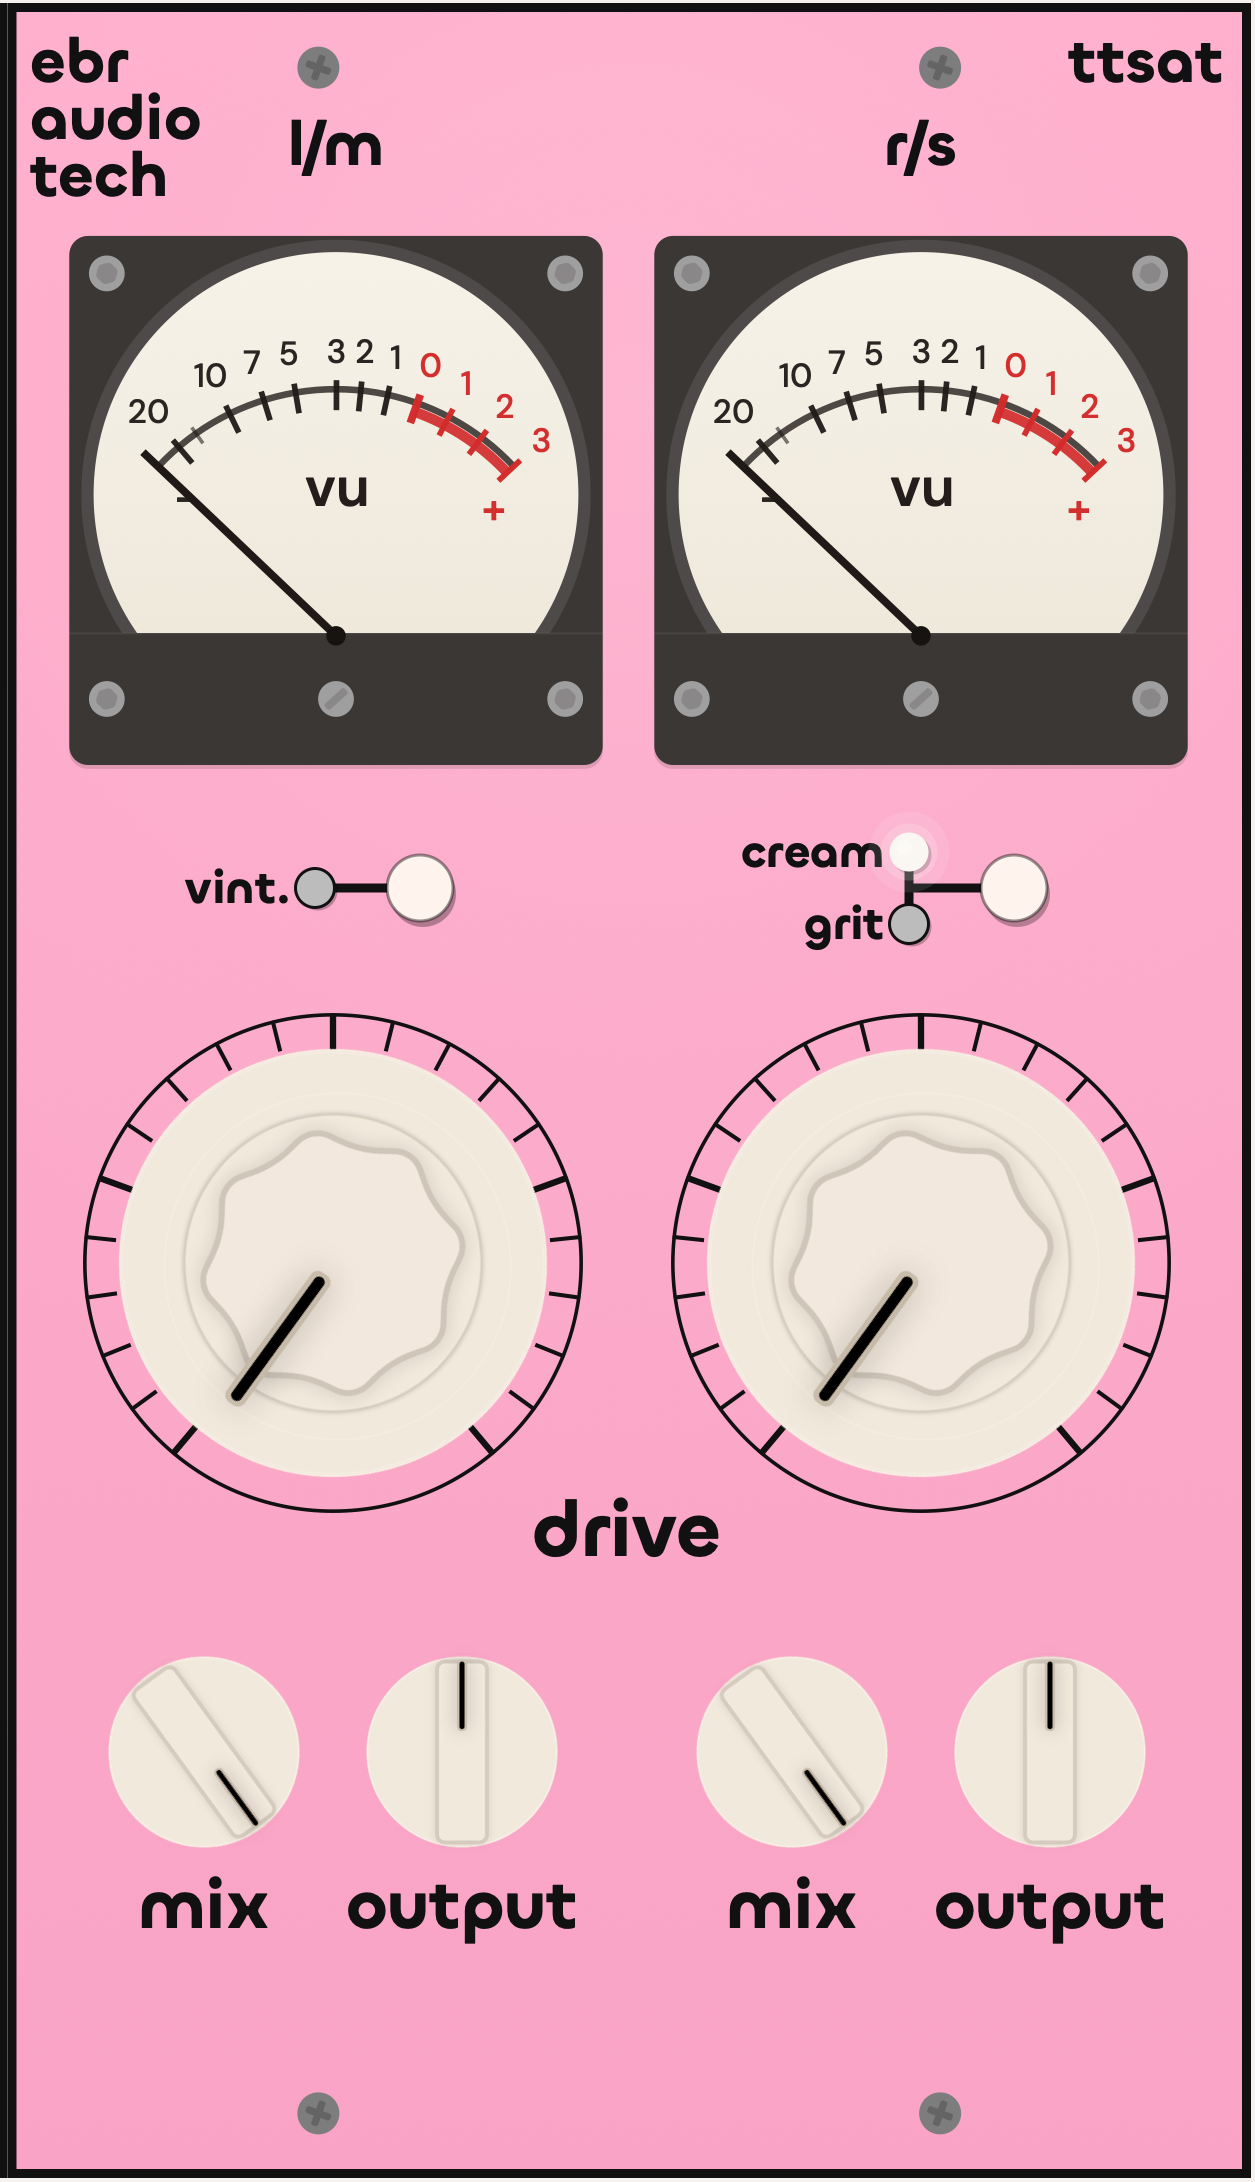 ebr
audio
tech
ttsat
l/m
r/s
20 10 7 5 3 2 1 0 1 2 3
- vu +
20 10 7 5 3 2 1 0 1 2 3
- vu +
vint.
cream
grit
drive
mix output mix output